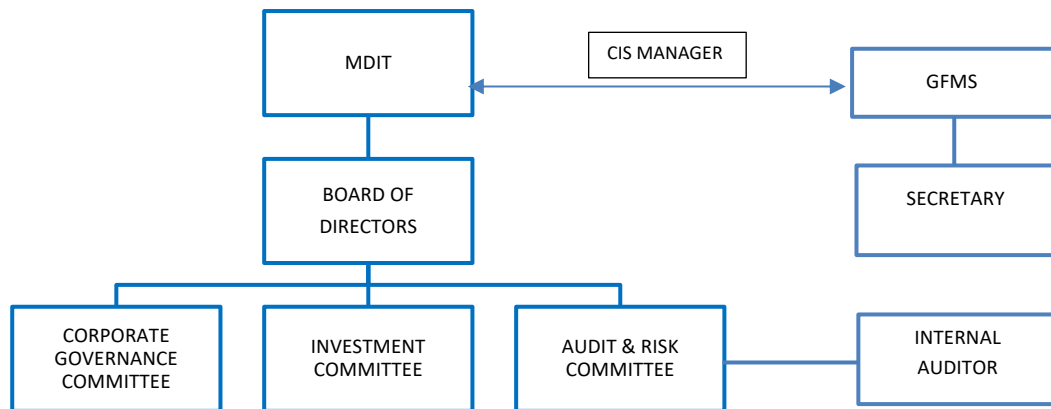 MDIT
CIS MANAGER
GFMS
BOARD OF
DIRECTORS
SECRETARY
CORPORATE
GOVERNANCE
COMMITTEE
INVESTMENT
COMMITTEE
AUDIT & RISK
COMMITTEE
INTERNAL
AUDITOR